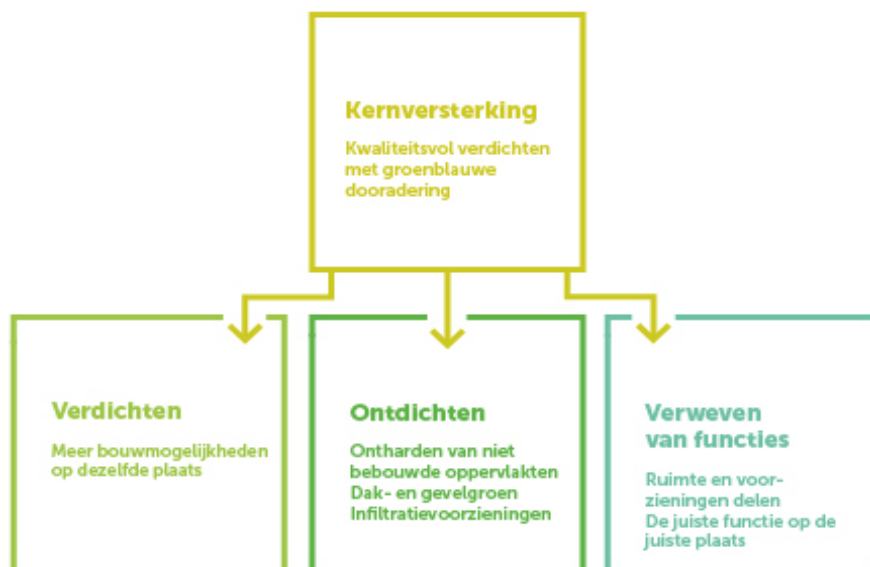 Kernversterking
Kwaliteitsvol verdichten
met groenblauwe
dooradering
Verdichten
Meer bouwmogelijkheden
op dezelfde plaats
Ontdichten
Ontharden van niet
bebouwde oppervlakten
Dak- en gevelgroen
Infiltratievoorzieningen
Verweven
van functies
Ruimte en voor-
zieningen delen
De juiste functie op de
juiste plaats